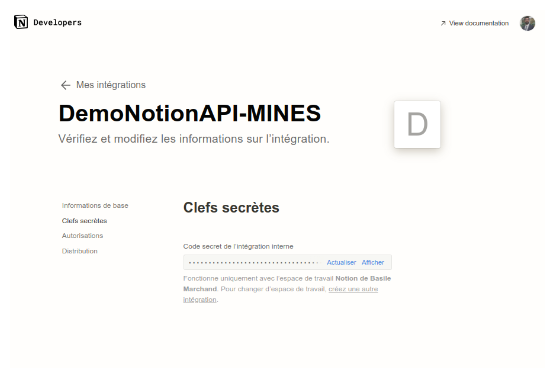 N Developers
↗ View documentation
← Mes intégrations
DemoNotionAPI-MINES
Vérifiez et modifiez les informations sur l'intégration.
D
Informations de base
Clefs secrètes
Autorisations
Distribution
Clefs secrètes
Code secret de l'intégration interne
Actualiser Afficher
Fonctionne uniquement avec l'espace de travail Notion de Basile
Marchand. Pour changer d'espace de travail, créez une autre
intégration.